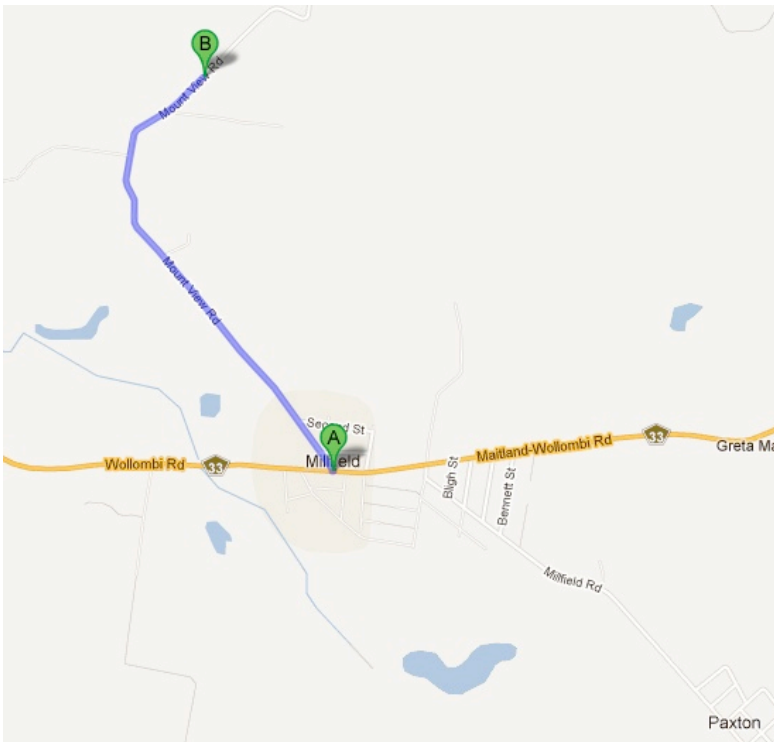 B
Mount View Rd
Mount View Rd
Second St
A
Millfield
Wollombi Rd
33
Maitland-Wollombi Rd
33
Greta Ma
Bligh St
Bennett St
Millfield Rd
Paxton